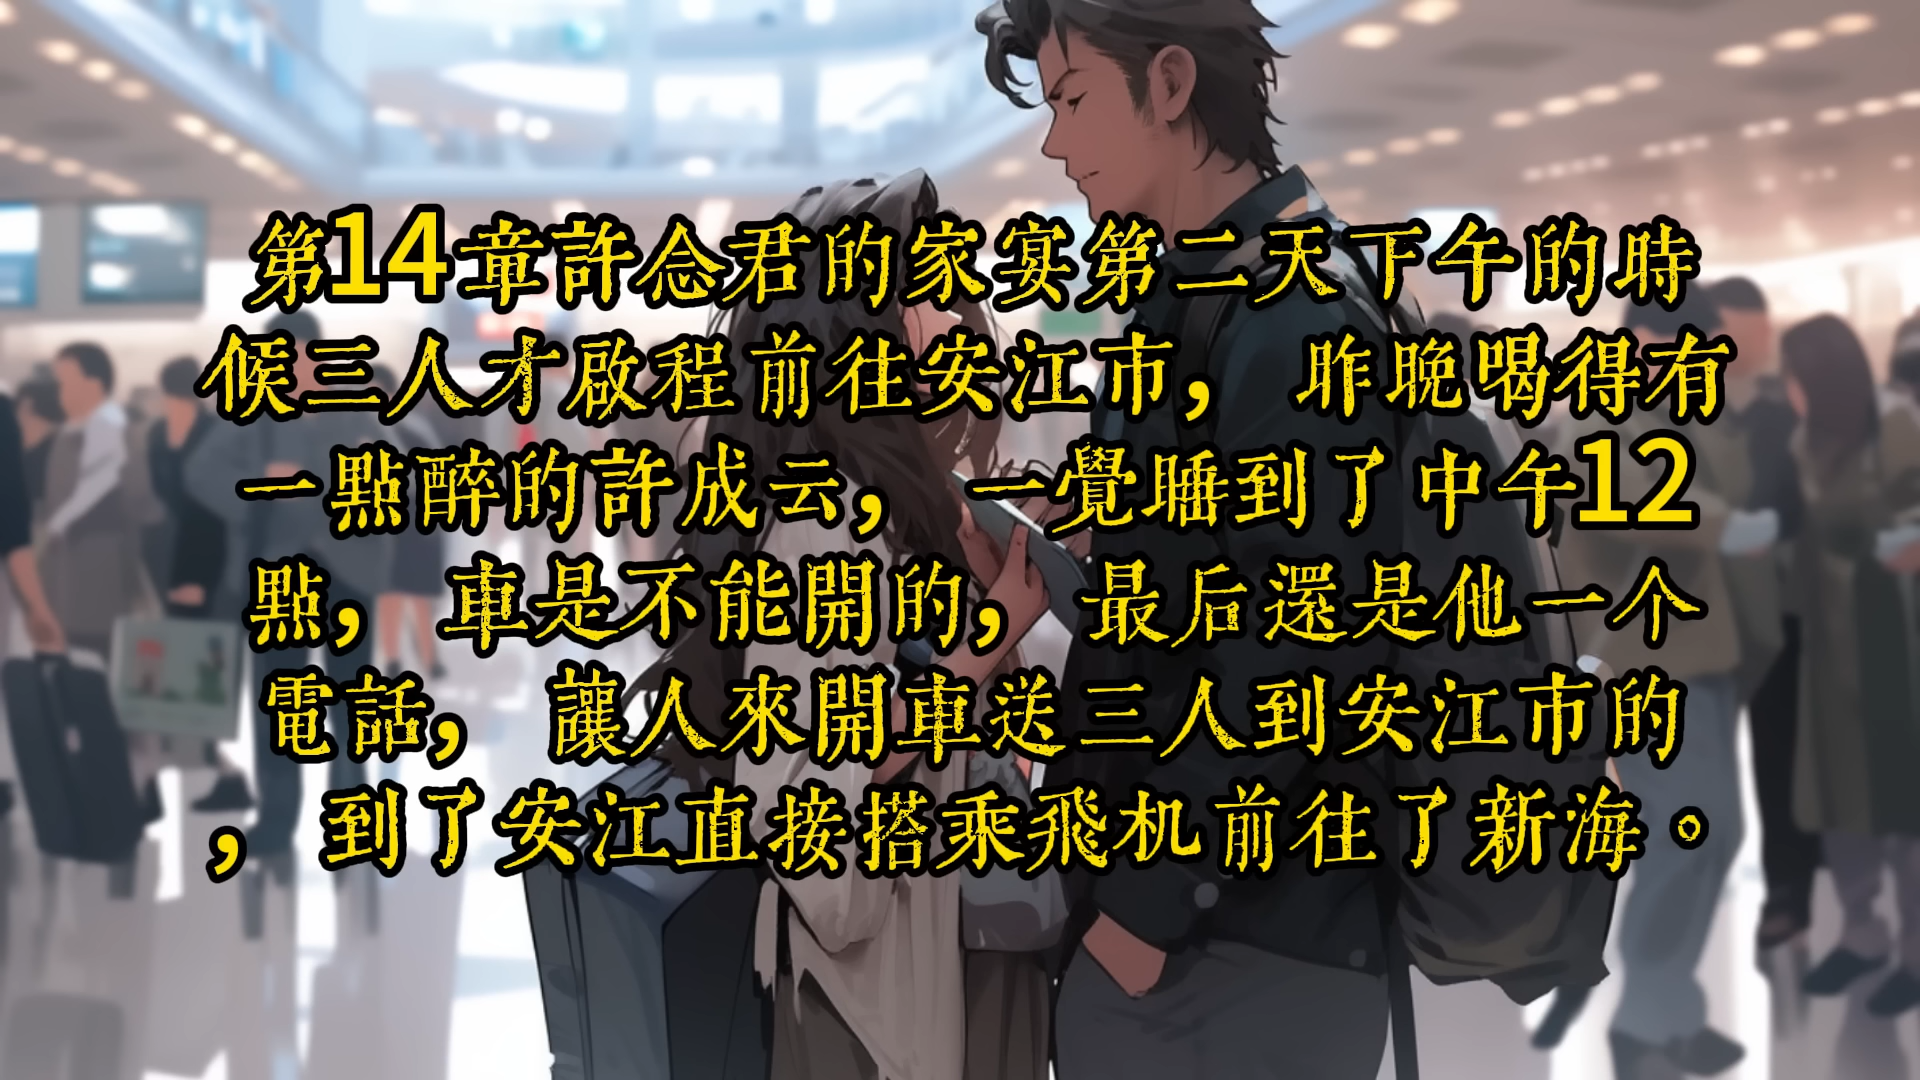 第14章許念君的家宴第二天下午的時
候三人才啟程前往安江市，昨晚喝得有
一點醉的許成云，一覺睡到了中午12
點，車是不能開的，最后還是他一个
電話，讓人來開車送三人到安江市的
，到了安江直接搭乘飛机前往了新海。